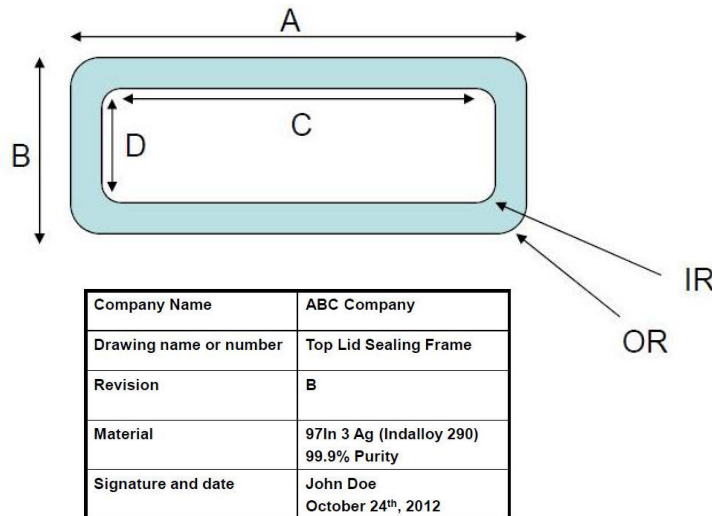 A
B
D
C
IR
OR
Company Name ABC Company
Drawing name or number Top Lid Sealing Frame
Revision B
Material 97In 3 Ag (Indalloy 290)
99.9% Purity
Signature and date John Doe
October 24th, 2012